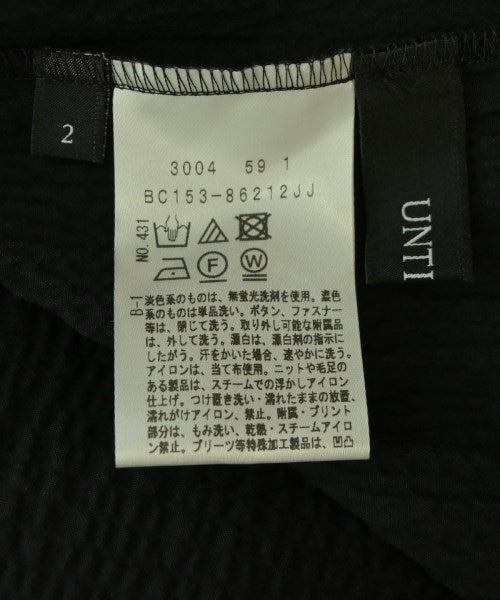 2
3004 59 1
BC153-86212JJ
NO.431
F
W
B-1
淡色系のものは、無蛍光洗剤を使用。濃色
系のものは単品洗い。ボタン、ファスナー
等は、閉じて洗う。取り外し可能な附属品
は、外して洗う。漂白は、漂白剤の指示に
したがう。汗をかいた場合、速やかに洗う。
アイロンは、当て布使用。ニットや毛足の
ある製品は、スチームでの浮かしアイロン
仕上げ。つけ置き洗い・濡れたままの放置、
濡れがけアイロン、禁止。附属・プリント
部分は、もみ洗い、乾熱・スチームアイロ
ン禁止。プリーツ等特殊加工製品は、凹凸
UNTI